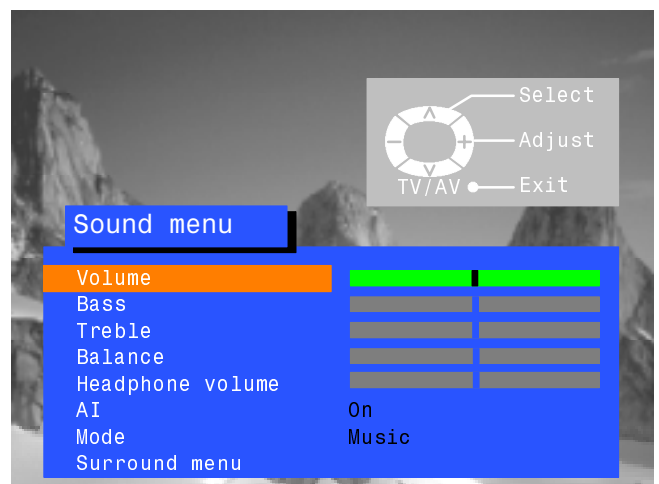 Select
Adjust
TV/AV Exit
Sound menu
Volume
Bass
Treble
Balance
Headphone volume
AI On
Mode Music
Surround menu